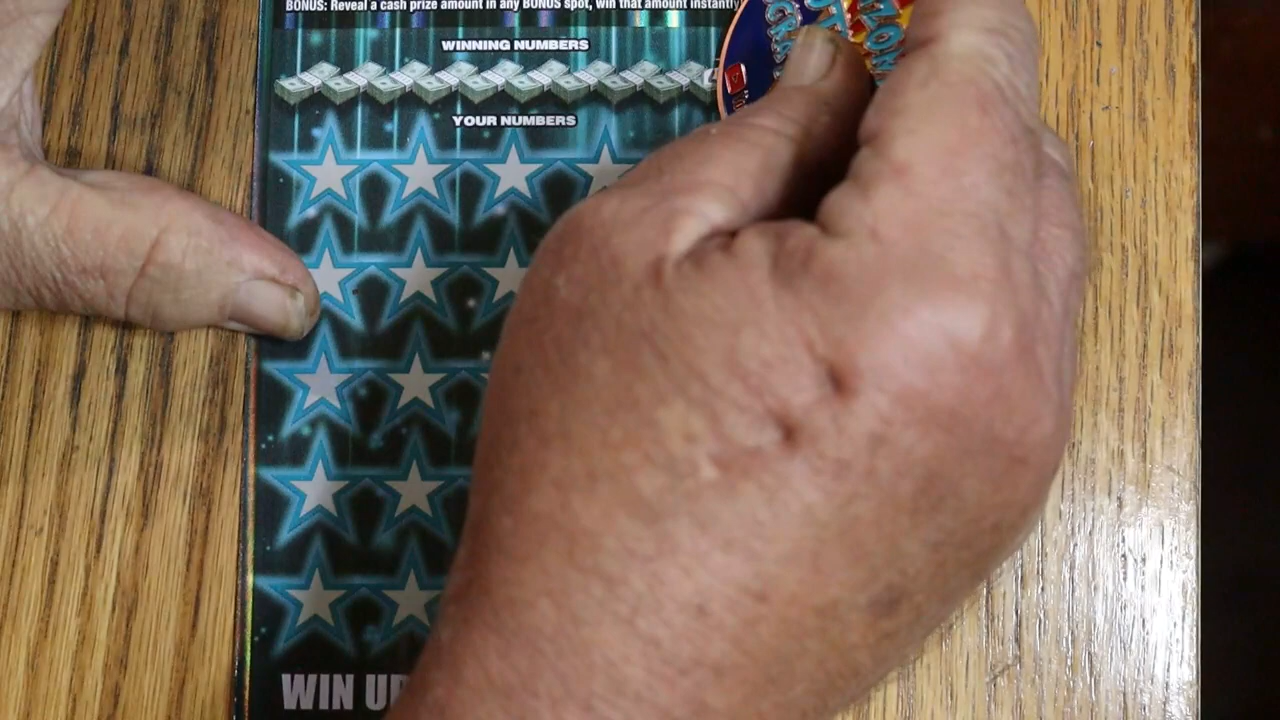 BONUS: Reveal a cash prize amount in any BONUS spot, win that amount instantly
WINNING NUMBERS
YOUR NUMBERS
WIN UP